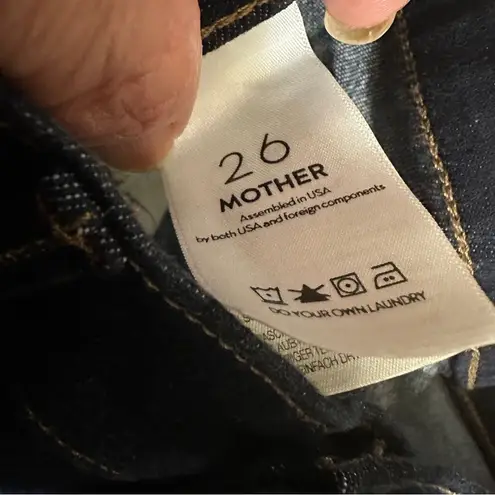 26
MOTHER
Assembled in USA
by both USA and foreign components
DO YOUR OWN LAUNDRY